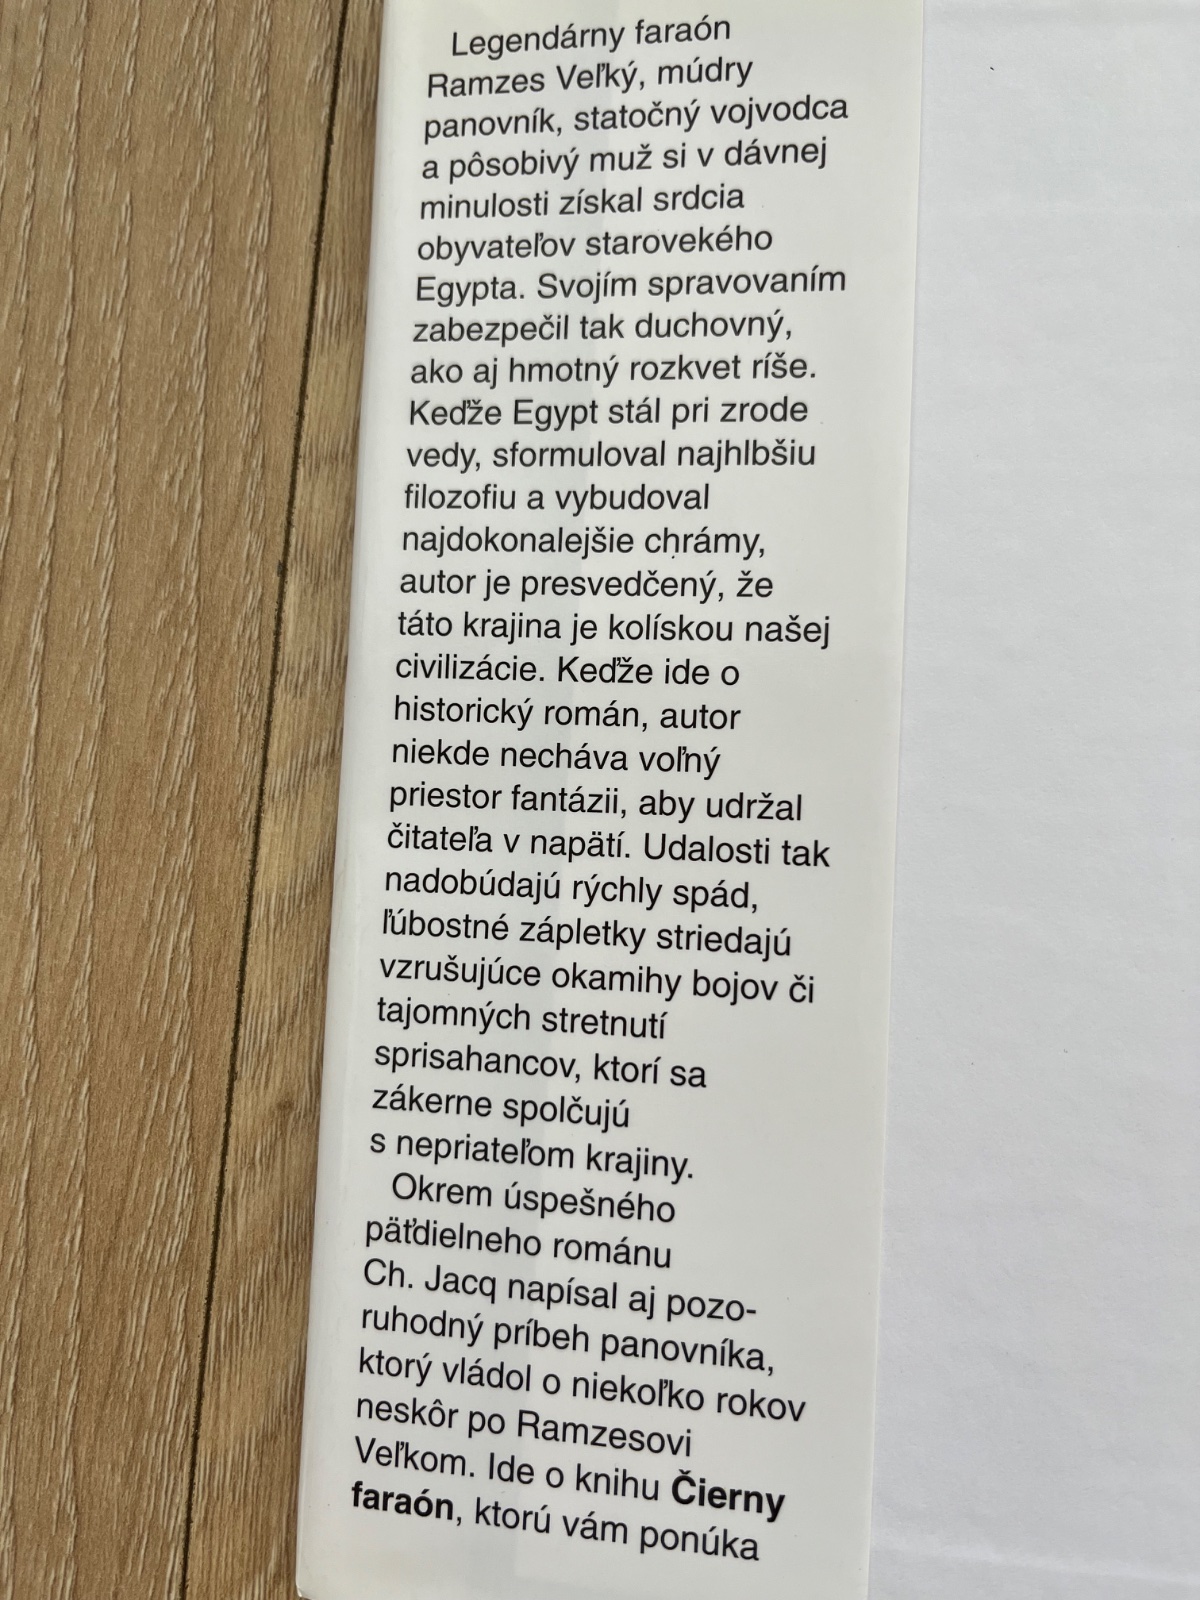 Legendárny faraón
Ramzes Veľký, múdry
panovník, statočný vojvodca
a pôsobivý muž si v dávnej
minulosti získal srdcia
obyvateľov starovekého
Egypta. Svojím spravovaním
zabezpečil tak duchovný,
ako aj hmotný rozkvet ríše.
Keďže Egypt stál pri zrode
vedy, sformuloval najhlbšiu
filozofiu a vybudoval
najdokonalejšie chrámy,
autor je presvedčený, že
táto krajina je kolískou našej
civilizácie. Keďže ide o
historický román, autor
niekde necháva voľný
priestor fantázii, aby udržal
čitateľa v napätí. Udalosti tak
nadobúdajú rýchly spád,
ľúbostné zápletky striedajú
vzrušujúce okamihy bojov či
tajomných stretnutí
sprisahancov, ktorí sa
zákerne spolčujú
s nepriateľom krajiny.
Okrem úspešného
päťdielneho románu
Ch. Jacq napísal aj pozo-
ruhodný príbeh panovníka,
ktorý vládol o niekoľko rokov
neskôr po Ramzesovi
Veľkom. Ide o knihu Čierny
faraón, ktorú vám ponúka